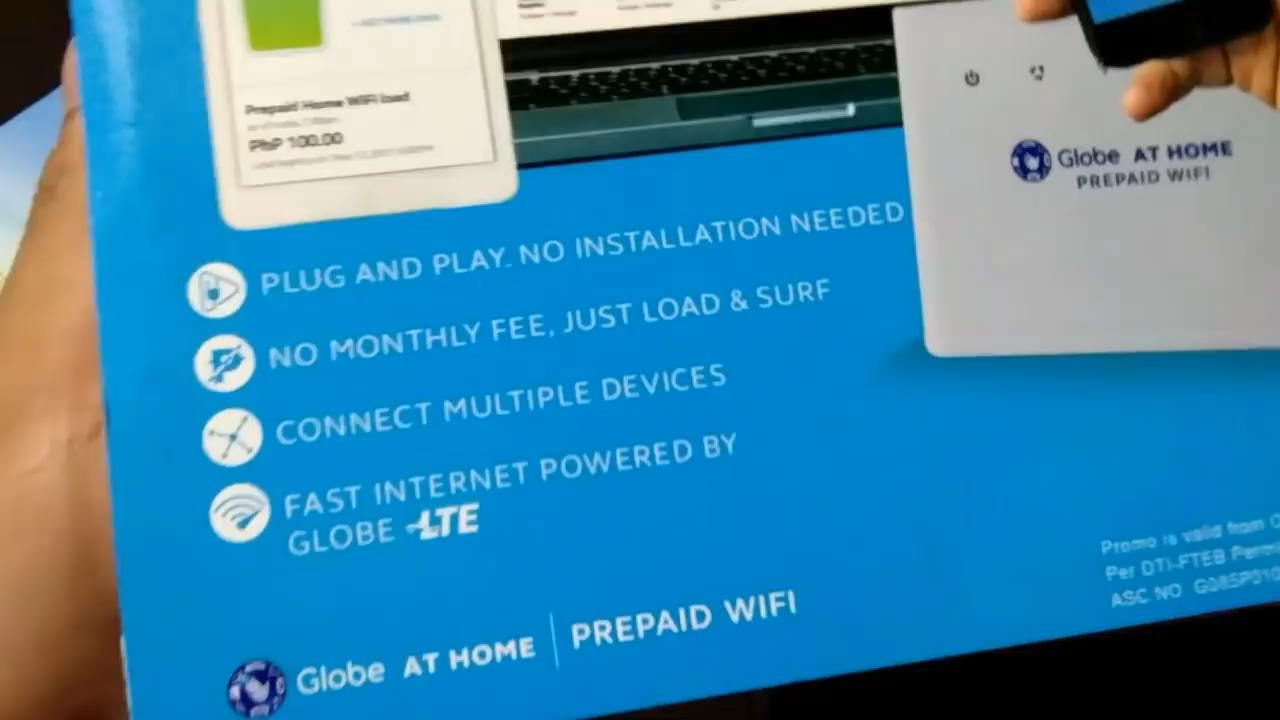 Prepaid Home WiFi load
PhP 100.00
Globe AT HOME
PREPAID WIFI
PLUG AND PLAY. NO INSTALLATION NEEDED
NO MONTHLY FEE, JUST LOAD & SURF
CONNECT MULTIPLE DEVICES
FAST INTERNET POWERED BY
GLOBE LTE
Promo is valid from
Per DTI-FTEB
ASC NO
Globe AT HOME | PREPAID WIFI